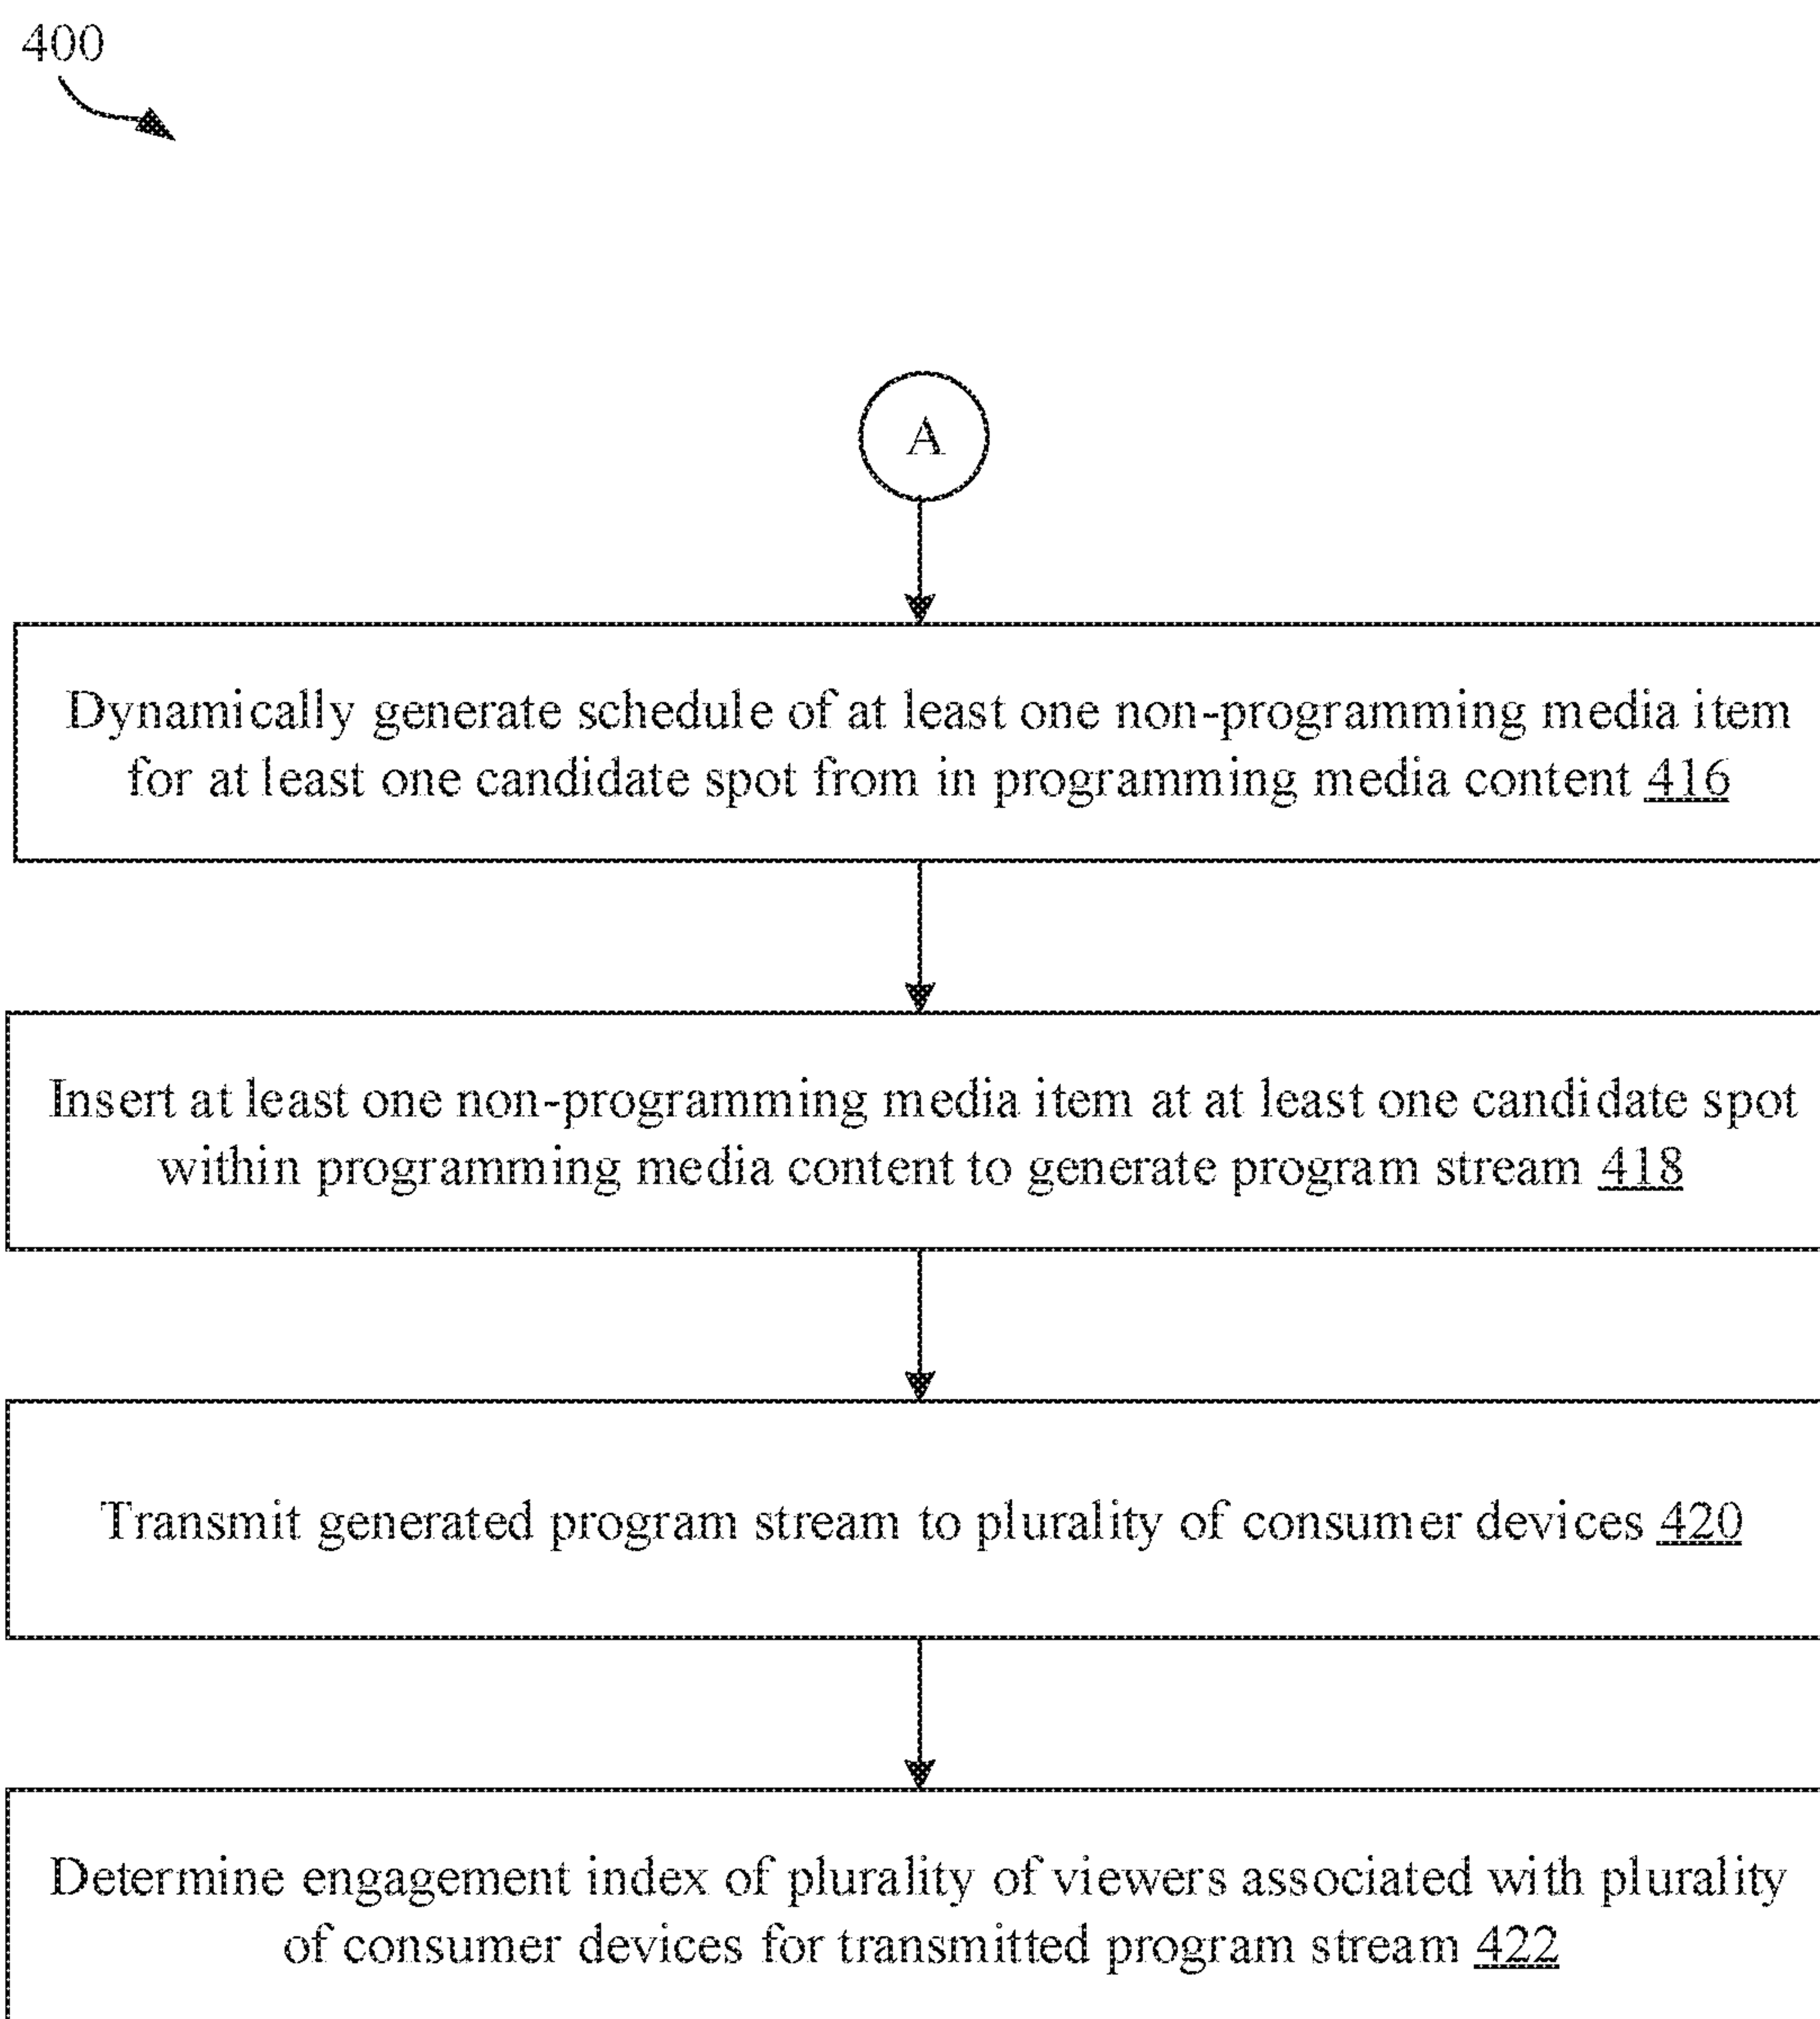 400
A
Dynamically generate schedule of at least one non-programming media item
for at least one candidate spot from in programming media content 416
Insert at least one non-programming media item at at least one candidate spot
within programming media content to generate program stream 418
Transmit generated program stream to plurality of consumer devices 420
Determine engagement index of plurality of viewers associated with plurality
of consumer devices for transmitted program stream 422